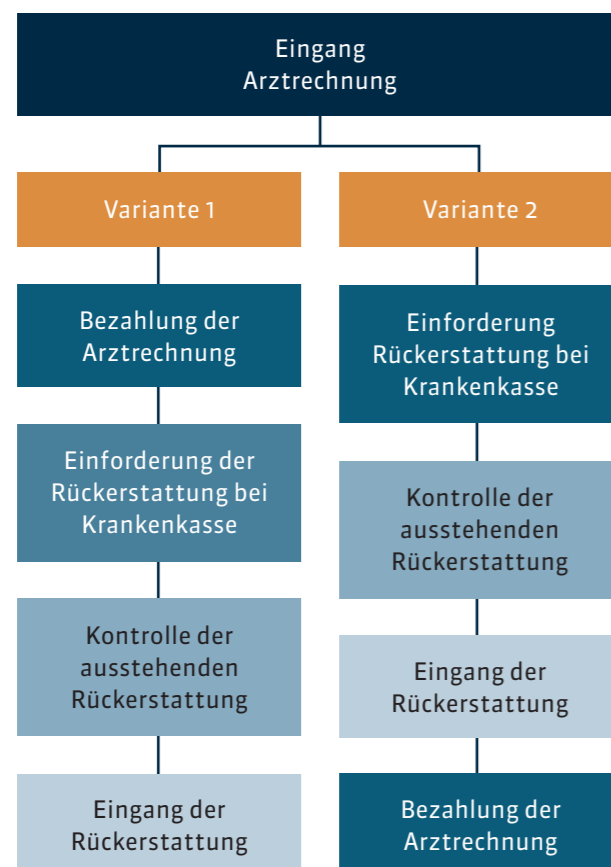 Eingang
Arztrechnung
Variante 1
Bezahlung der
Arztrechnung
Einforderung der
Rückerstattung bei
Krankenkasse
Kontrolle der
ausstehenden
Rückerstattung
Eingang der
Rückerstattung
Variante 2
Einforderung
Rückerstattung bei
Krankenkasse
Kontrolle der
ausstehenden
Rückerstattung
Eingang der
Rückerstattung
Bezahlung der
Arztrechnung